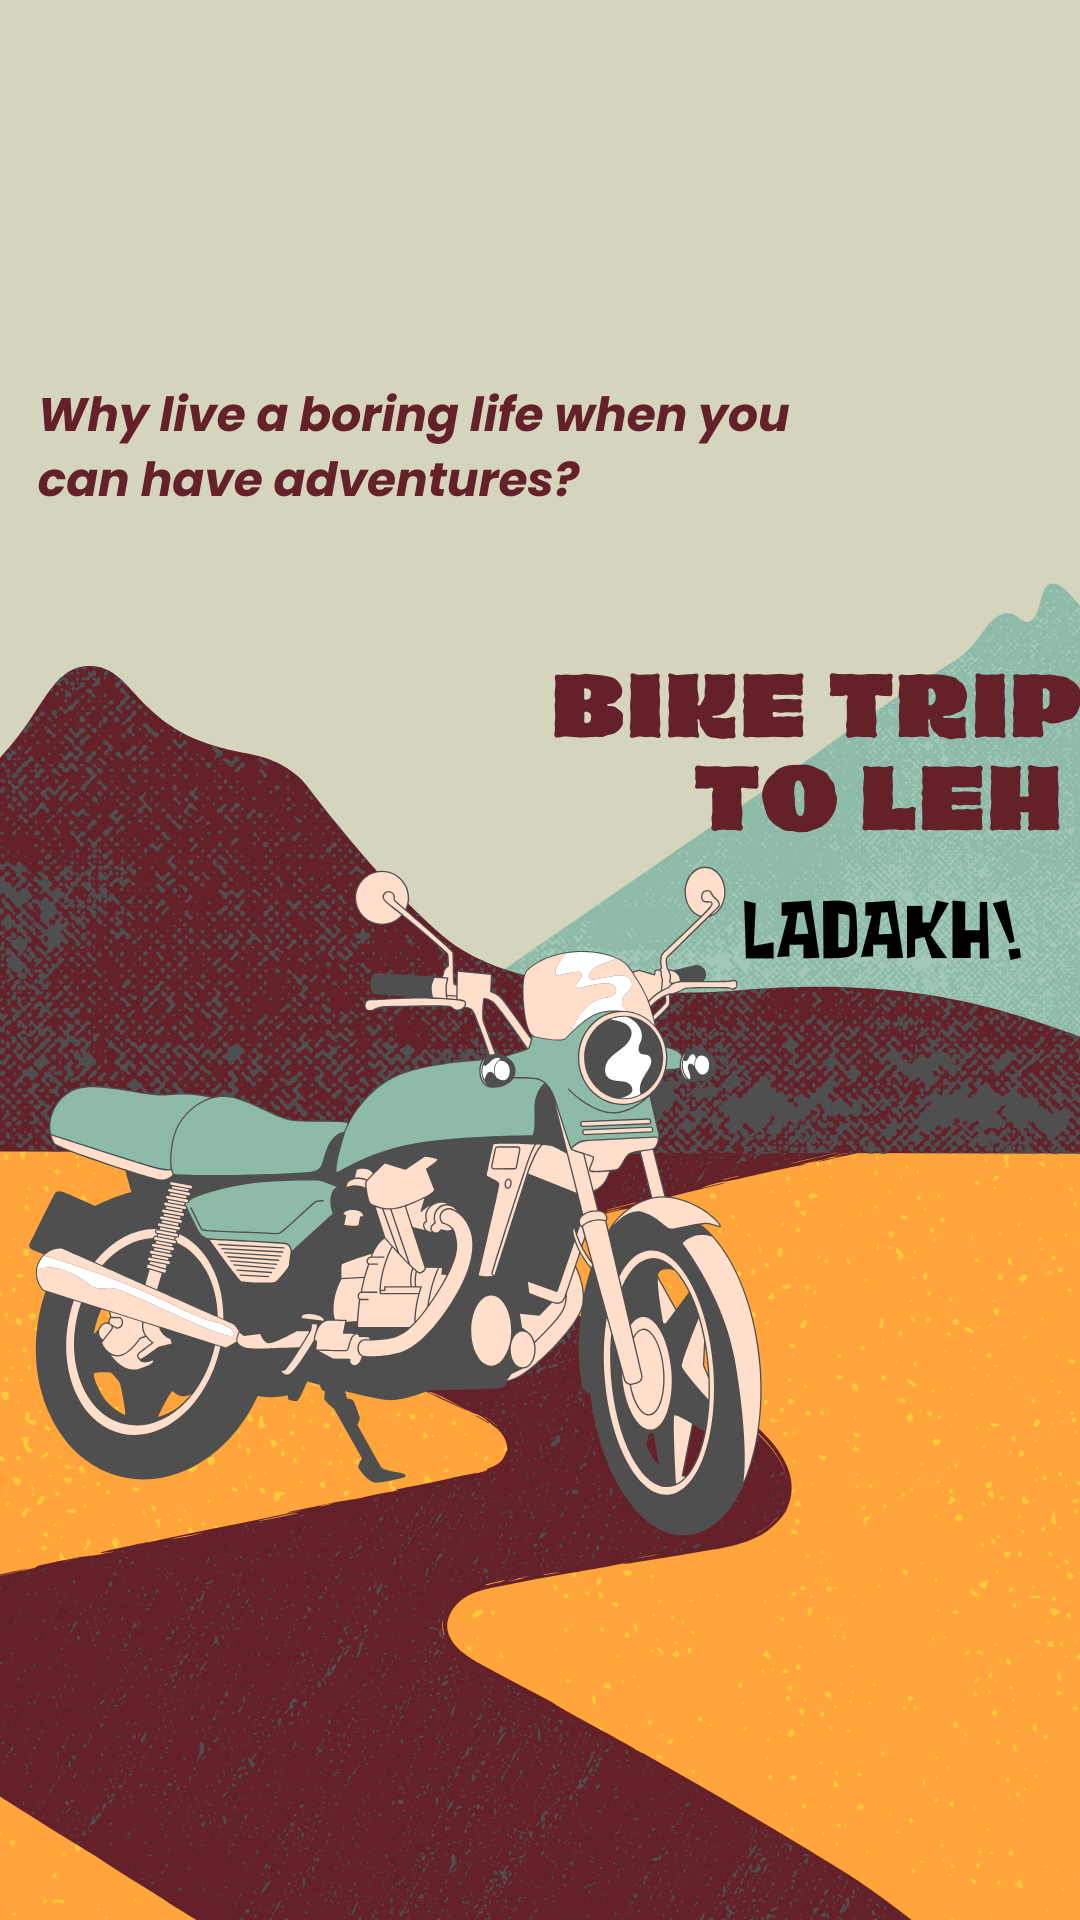 Why live a boring life when you
can have adventures?
BIKE TRIP
TO LEH
LADAKH!